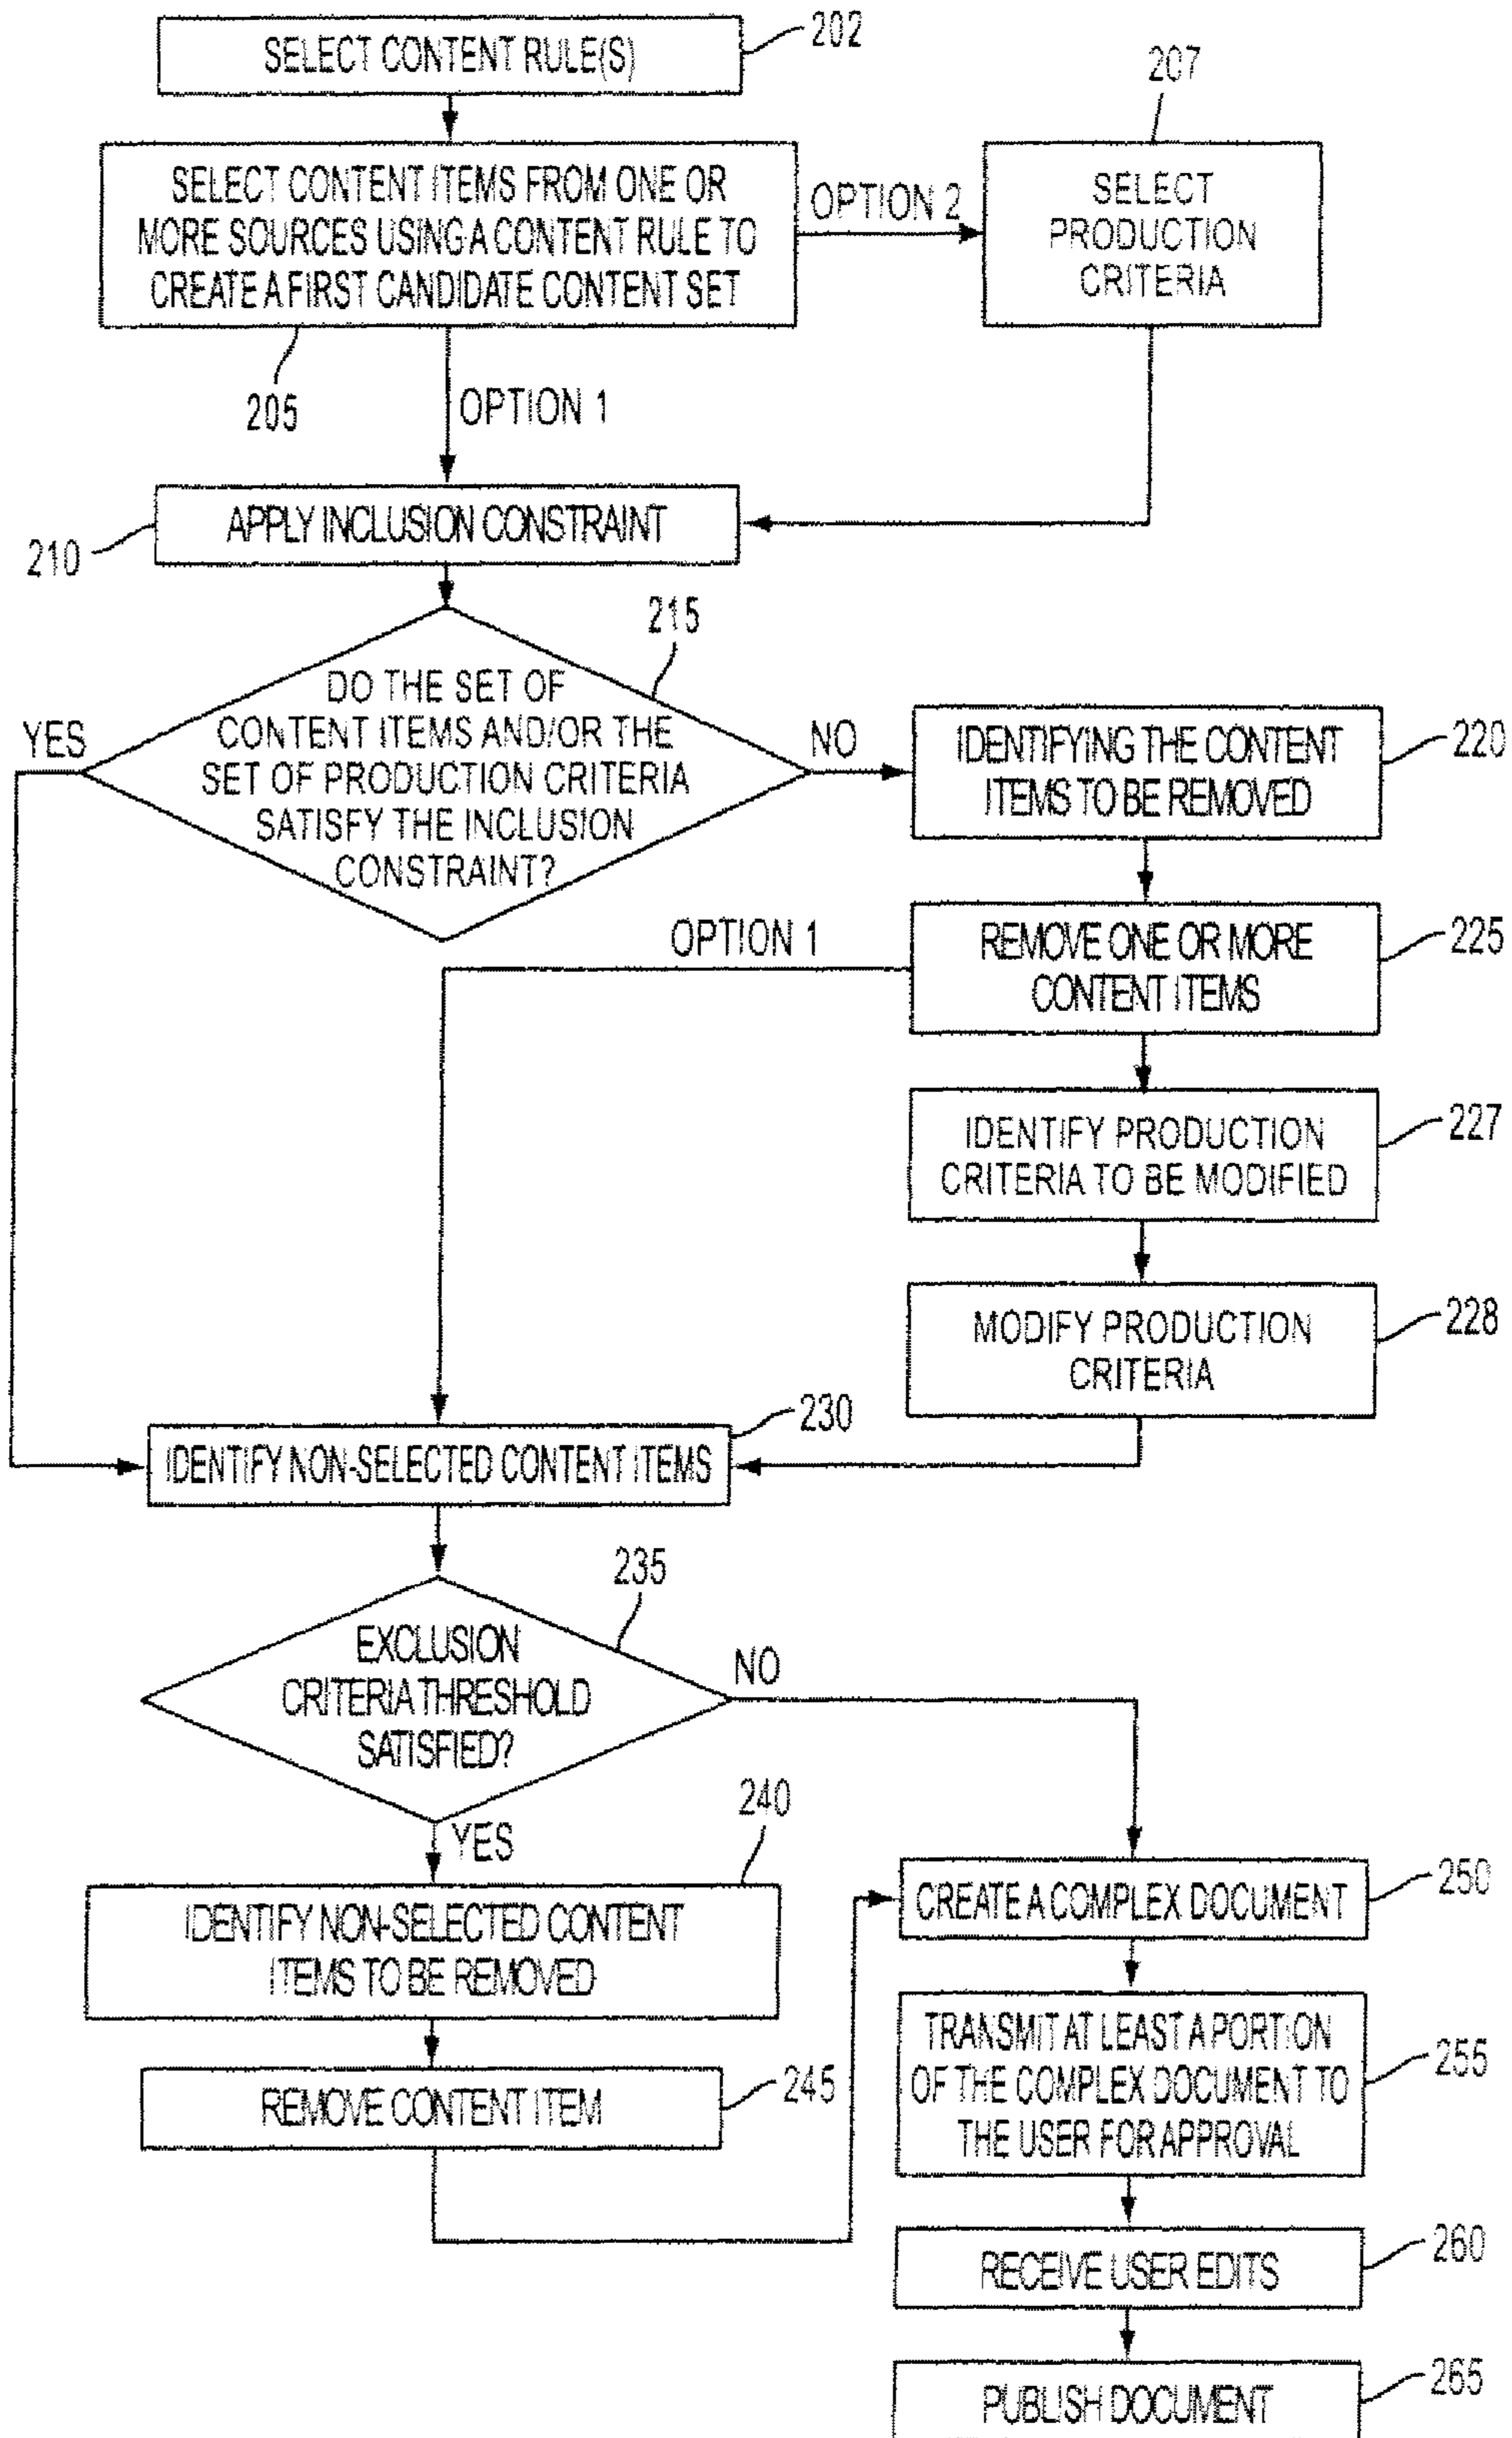 SELECT CONTENT RULE(S)
202
207
SELECT CONTENT ITEMS FROM ONE OR
MORE SOURCES USING A CONTENT RULE TO
CREATE A FIRST CANDIDATE CONTENT SET
OPTION 2
SELECT
PRODUCTION
CRITERIA
205
OPTION 1
APPLY INCLUSION CONSTRAINT
210
215
DO THE SET OF
CONTENT ITEMS AND/OR THE
SET OF PRODUCTION CRITERIA
SATISFY THE INCLUSION
CONSTRAINT?
YES
NO
IDENTIFYING THE CONTENT
ITEMS TO BE REMOVED
220
OPTION 1
REMOVE ONE OR MORE
CONTENT ITEMS
225
IDENTIFY PRODUCTION
CRITERIA TO BE MODIFIED
227
MODIFY PRODUCTION
CRITERIA
228
230
IDENTIFY NON-SELECTED CONTENT ITEMS
235
EXCLUSION
CRITERIA THRESHOLD
SATISFIED?
NO
YES
240
IDENTIFY NON-SELECTED CONTENT
ITEMS TO BE REMOVED
REMOVE CONTENT ITEM
245
CREATE A COMPLEX DOCUMENT
250
TRANSMIT AT LEAST A PORTION
OF THE COMPLEX DOCUMENT TO
THE USER FOR APPROVAL
255
RECEIVE USER EDITS
260
PUBLISH DOCUMENT
265